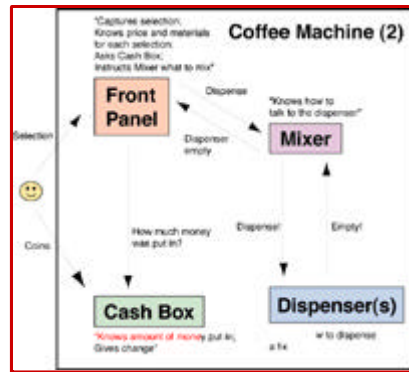 "Captures selection;
Knows price and materials
for each selection;
Asks Cash Box;
Instructs Mixer what to mix"
Coffee Machine (2)
Front
Panel
Dispense
"Knows how to
talk to the dispenser"
Mixer
Dispenser
empty
Selection
Coins
How much money
was put in?
Dispense!
Empty!
Cash Box
"Knows amount of money put in;
Gives change"
Dispenser(s)
w to dispense
a fix